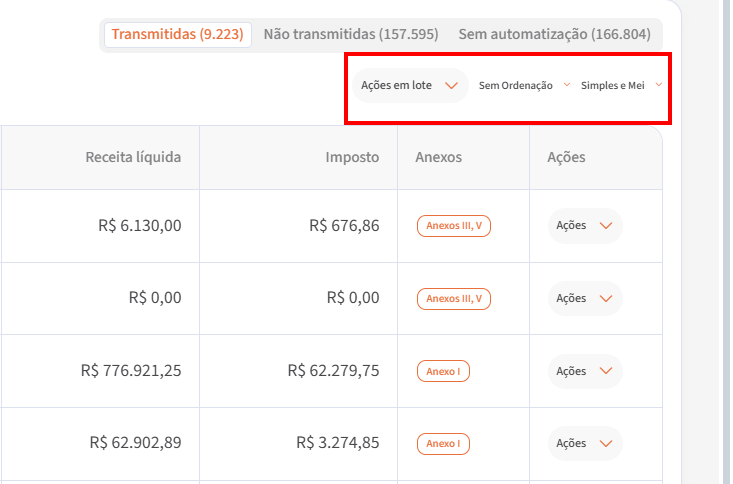 Transmitidas (9.223) Não transmitidas (157.595) Sem automatização (166.804)
Ações em lote Sem Ordenação Simples e Mei
Receita líquida Imposto Anexos Ações
R$ 6.130,00 R$ 676,86 Anexos III, V Ações
R$ 0,00 R$ 0,00 Anexos III, V Ações
R$ 776.921,25 R$ 62.279,75 Anexo I Ações
R$ 62.902,89 R$ 3.274,85 Anexo I Ações